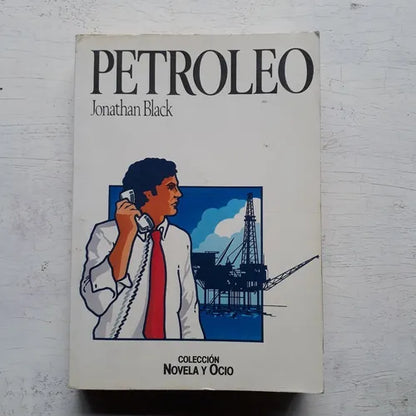 PETROLEO
Jonathan Black
COLECCIÓN
NOVELA Y OCIO